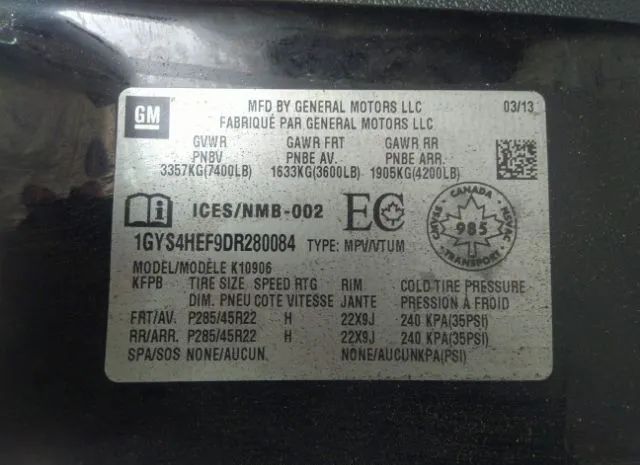 GM
MFD BY GENERAL MOTORS LLC 03/13
FABRIQUÉ PAR GENERAL MOTORS LLC
GVWR GAWR FRT GAWR RR
PNBV PNBE AV. PNBE ARR.
3357KG(7400LB) 1633KG(3600LB) 1905KG(4200LB)
ICES/NMB-002 EC
CANADA
985
1GYS4HEF9DR280084 TYPE: MPV/VTUM
MODEL/MODÈLE K10906
KFPB TIRE SIZE SPEED RTG RIM COLD TIRE PRESSURE
DIM. PNEU COTE VITESSE JANTE PRESSION À FROID
FRT/AV. P285/45R22 H 22X9J 240 KPA(35PSI)
RR/ARR. P285/45R22 H 22X9J 240 KPA(35PSI)
SPA/SOS NONE/AUCUN NONE/AUCUNKPA(PSI)